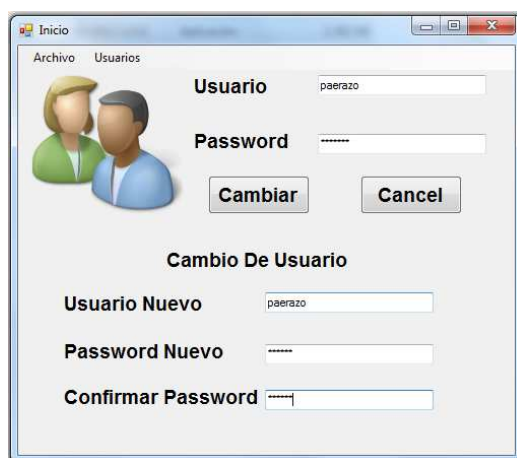 Inicio
Archivo Usuarios
Usuario paerazo
Password *******
Cambiar Cancel
Cambio De Usuario
Usuario Nuevo paerazo
Password Nuevo ******
Confirmar Password ******